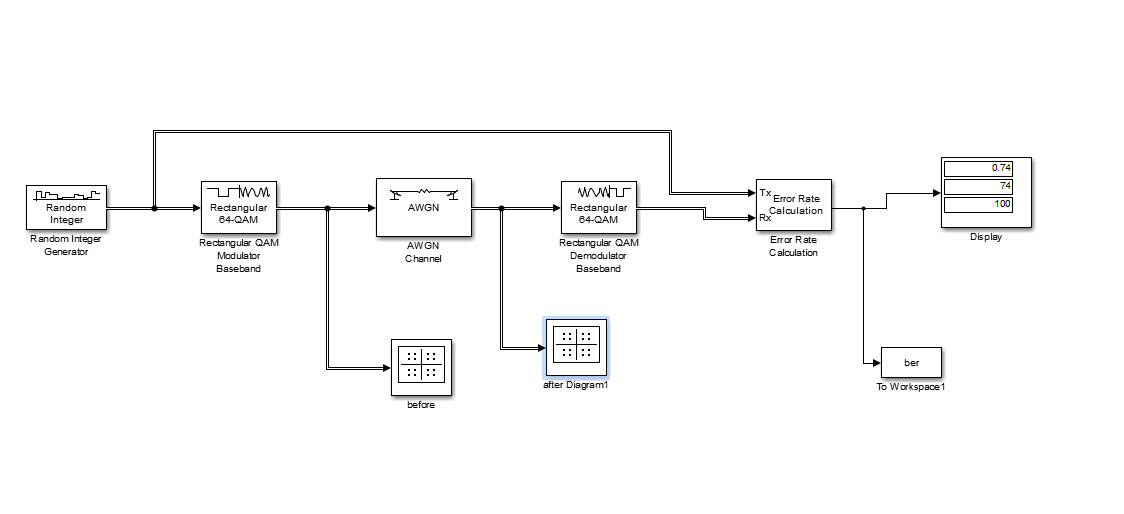 Random
Integer
Random Integer
Generator
Rectangular
64-QAM
Rectangular QAM
Modulator
Baseband
AWGN
AWGN
Channel
Rectangular
64-QAM
Rectangular QAM
Demodulator
Baseband
Tx
Rx
Error Rate
Calculation
Error Rate
Calculation
0.74
74
100
Display
before
after Diagram1
ber
To Workspace1